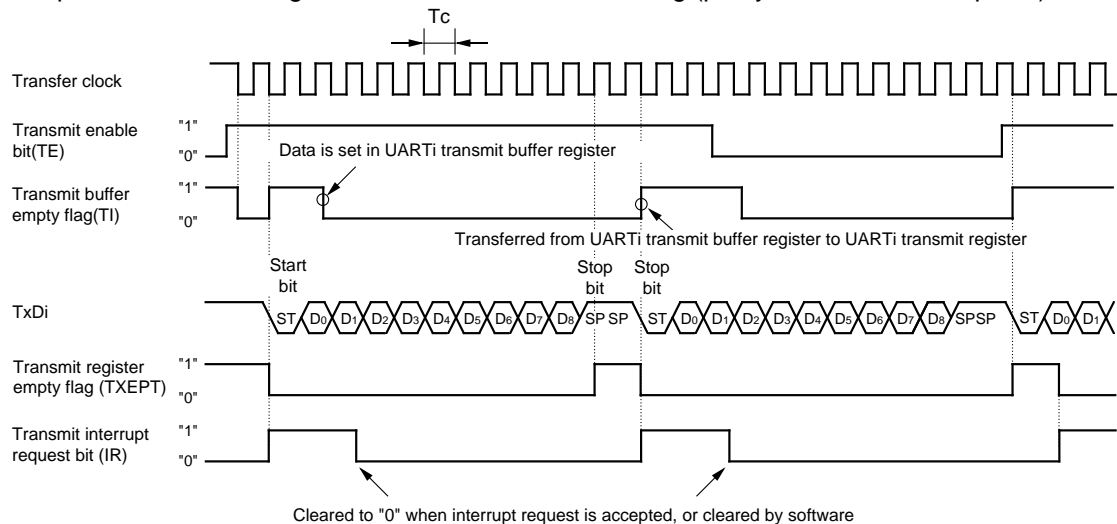 Tc
Transfer clock
Transmit enable
bit(TE)
"1"
"0"
Data is set in UARTi transmit buffer register
Transmit buffer
empty flag(TI)
"1"
"0"
Transferred from UARTi transmit buffer register to UARTi transmit register
Start
bit
Stop
bit
Stop
bit
TxDi
ST D0 D1 D2 D3 D4 D5 D6 D7 D8 SP SP ST D0 D1 D2 D3 D4 D5 D6 D7 D8 SPSP ST D0 D1
Transmit register
empty flag (TXEPT)
"1"
"0"
Transmit interrupt
request bit (IR)
"1"
"0"
Cleared to "0" when interrupt request is accepted, or cleared by software